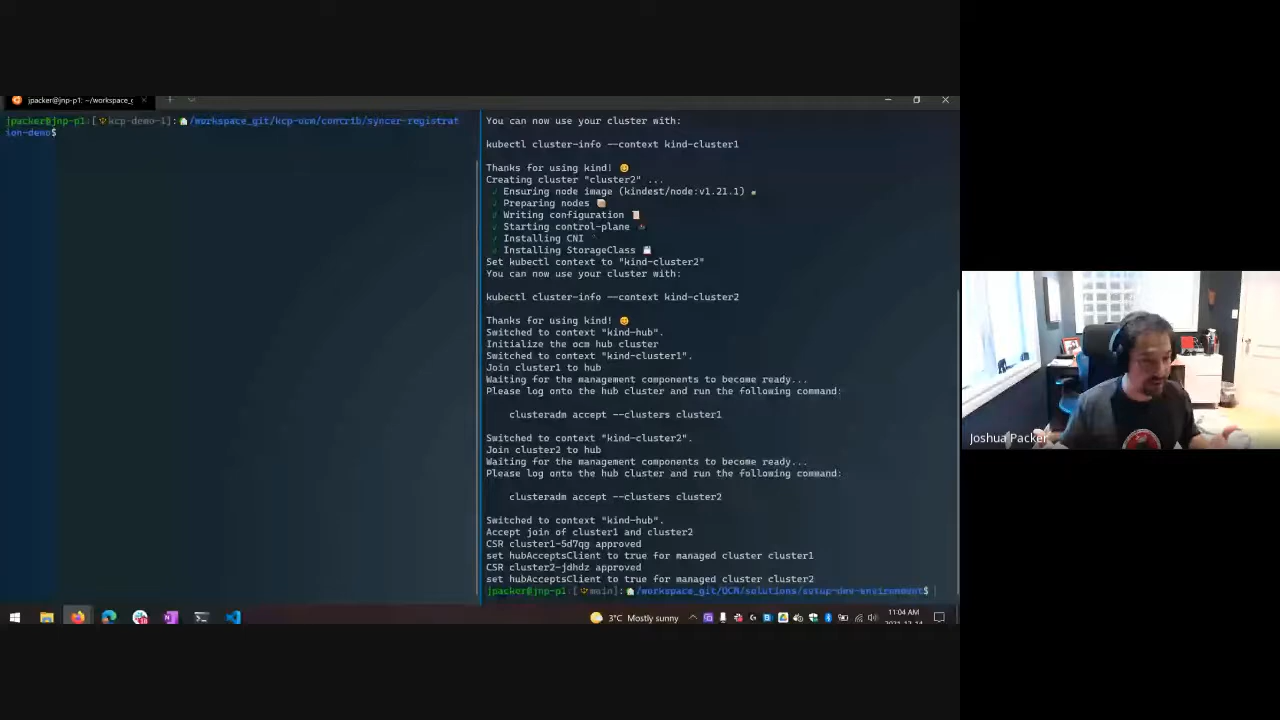 jpacker@jnp-p1: ~/workspace_g
jpacker@jnp-p1:[ kcp-demo-1]: /workspace_git/kcp-ocm/contrib/syncer-registrat
ion-demo$
You can now use your cluster with:
kubectl cluster-info --context kind-cluster1
Thanks for using kind!
Creating cluster "cluster2" ...
✓ Ensuring node image (kindest/node:v1.21.1)
✓ Preparing nodes
✓ Writing configuration
✓ Starting control-plane
✓ Installing CNI
✓ Installing StorageClass
Set kubectl context to "kind-cluster2"
You can now use your cluster with:
kubectl cluster-info --context kind-cluster2
Thanks for using kind!
Switched to context "kind-hub".
Initialize the ocm hub cluster
Switched to context "kind-cluster1".
Join cluster1 to hub
Waiting for the management components to become ready...
Please log onto the hub cluster and run the following command:
clusteradm accept --clusters cluster1
Switched to context "kind-cluster2".
Join cluster2 to hub
Waiting for the management components to become ready...
Please log onto the hub cluster and run the following command:
clusteradm accept --clusters cluster2
Switched to context "kind-hub".
Accept join of cluster1 and cluster2
CSR cluster1-5d7qg approved
set hubAcceptsClient to true for managed cluster cluster1
CSR cluster2-jdhdz approved
set hubAcceptsClient to true for managed cluster cluster2
jpacker@jnp-p1:[ main]: /workspace_git/OCM/solutions/setup-dev-environment$
3°C Mostly sunny
11:04 AM
2021-12-14
Joshua Packer